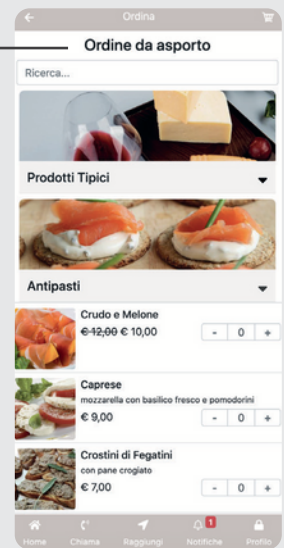 Ordina
Ordine da asporto
Ricerca...
Prodotti Tipici
Antipasti
Crudo e Melone
€ 12,00 € 10,00
- 0 +
Caprese
mozzarella con basilico fresco e pomodorini
€ 9,00
- 0 +
Crostini di Fegatini
con pane crogiato
€ 7,00
- 0 +
1
Home Chiama Raggiungi Notifiche Profilo